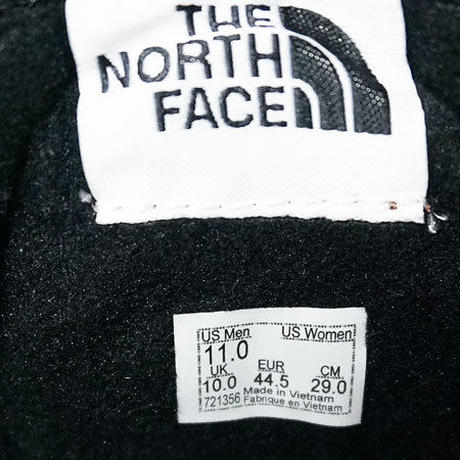 THE
NORTH
FACE
US Men US Women
11.0
UK EUR CM
10.0 44.5 29.0
Made in Vietnam
721356 Fabrique en Vietnam